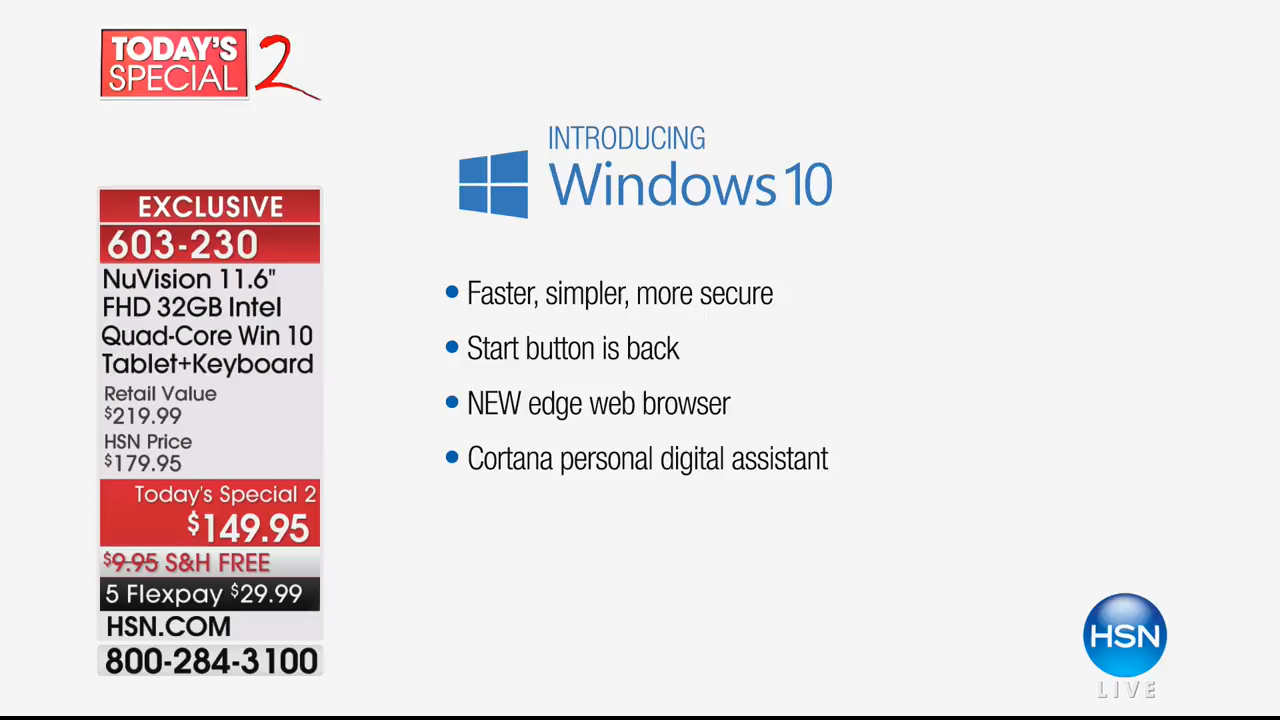 TODAY'S
SPECIAL 2
INTRODUCING
Windows 10
• Faster, simpler, more secure
• Start button is back
• NEW edge web browser
• Cortana personal digital assistant
EXCLUSIVE
603-230
NuVision 11.6"
FHD 32GB Intel
Quad-Core Win 10
Tablet+Keyboard
Retail Value
$219.99
HSN Price
$179.95
Today's Special 2
$149.95
$9.95 S&H FREE
5 Flexpay $29.99
HSN.COM
800-284-3100
HSN
LIVE